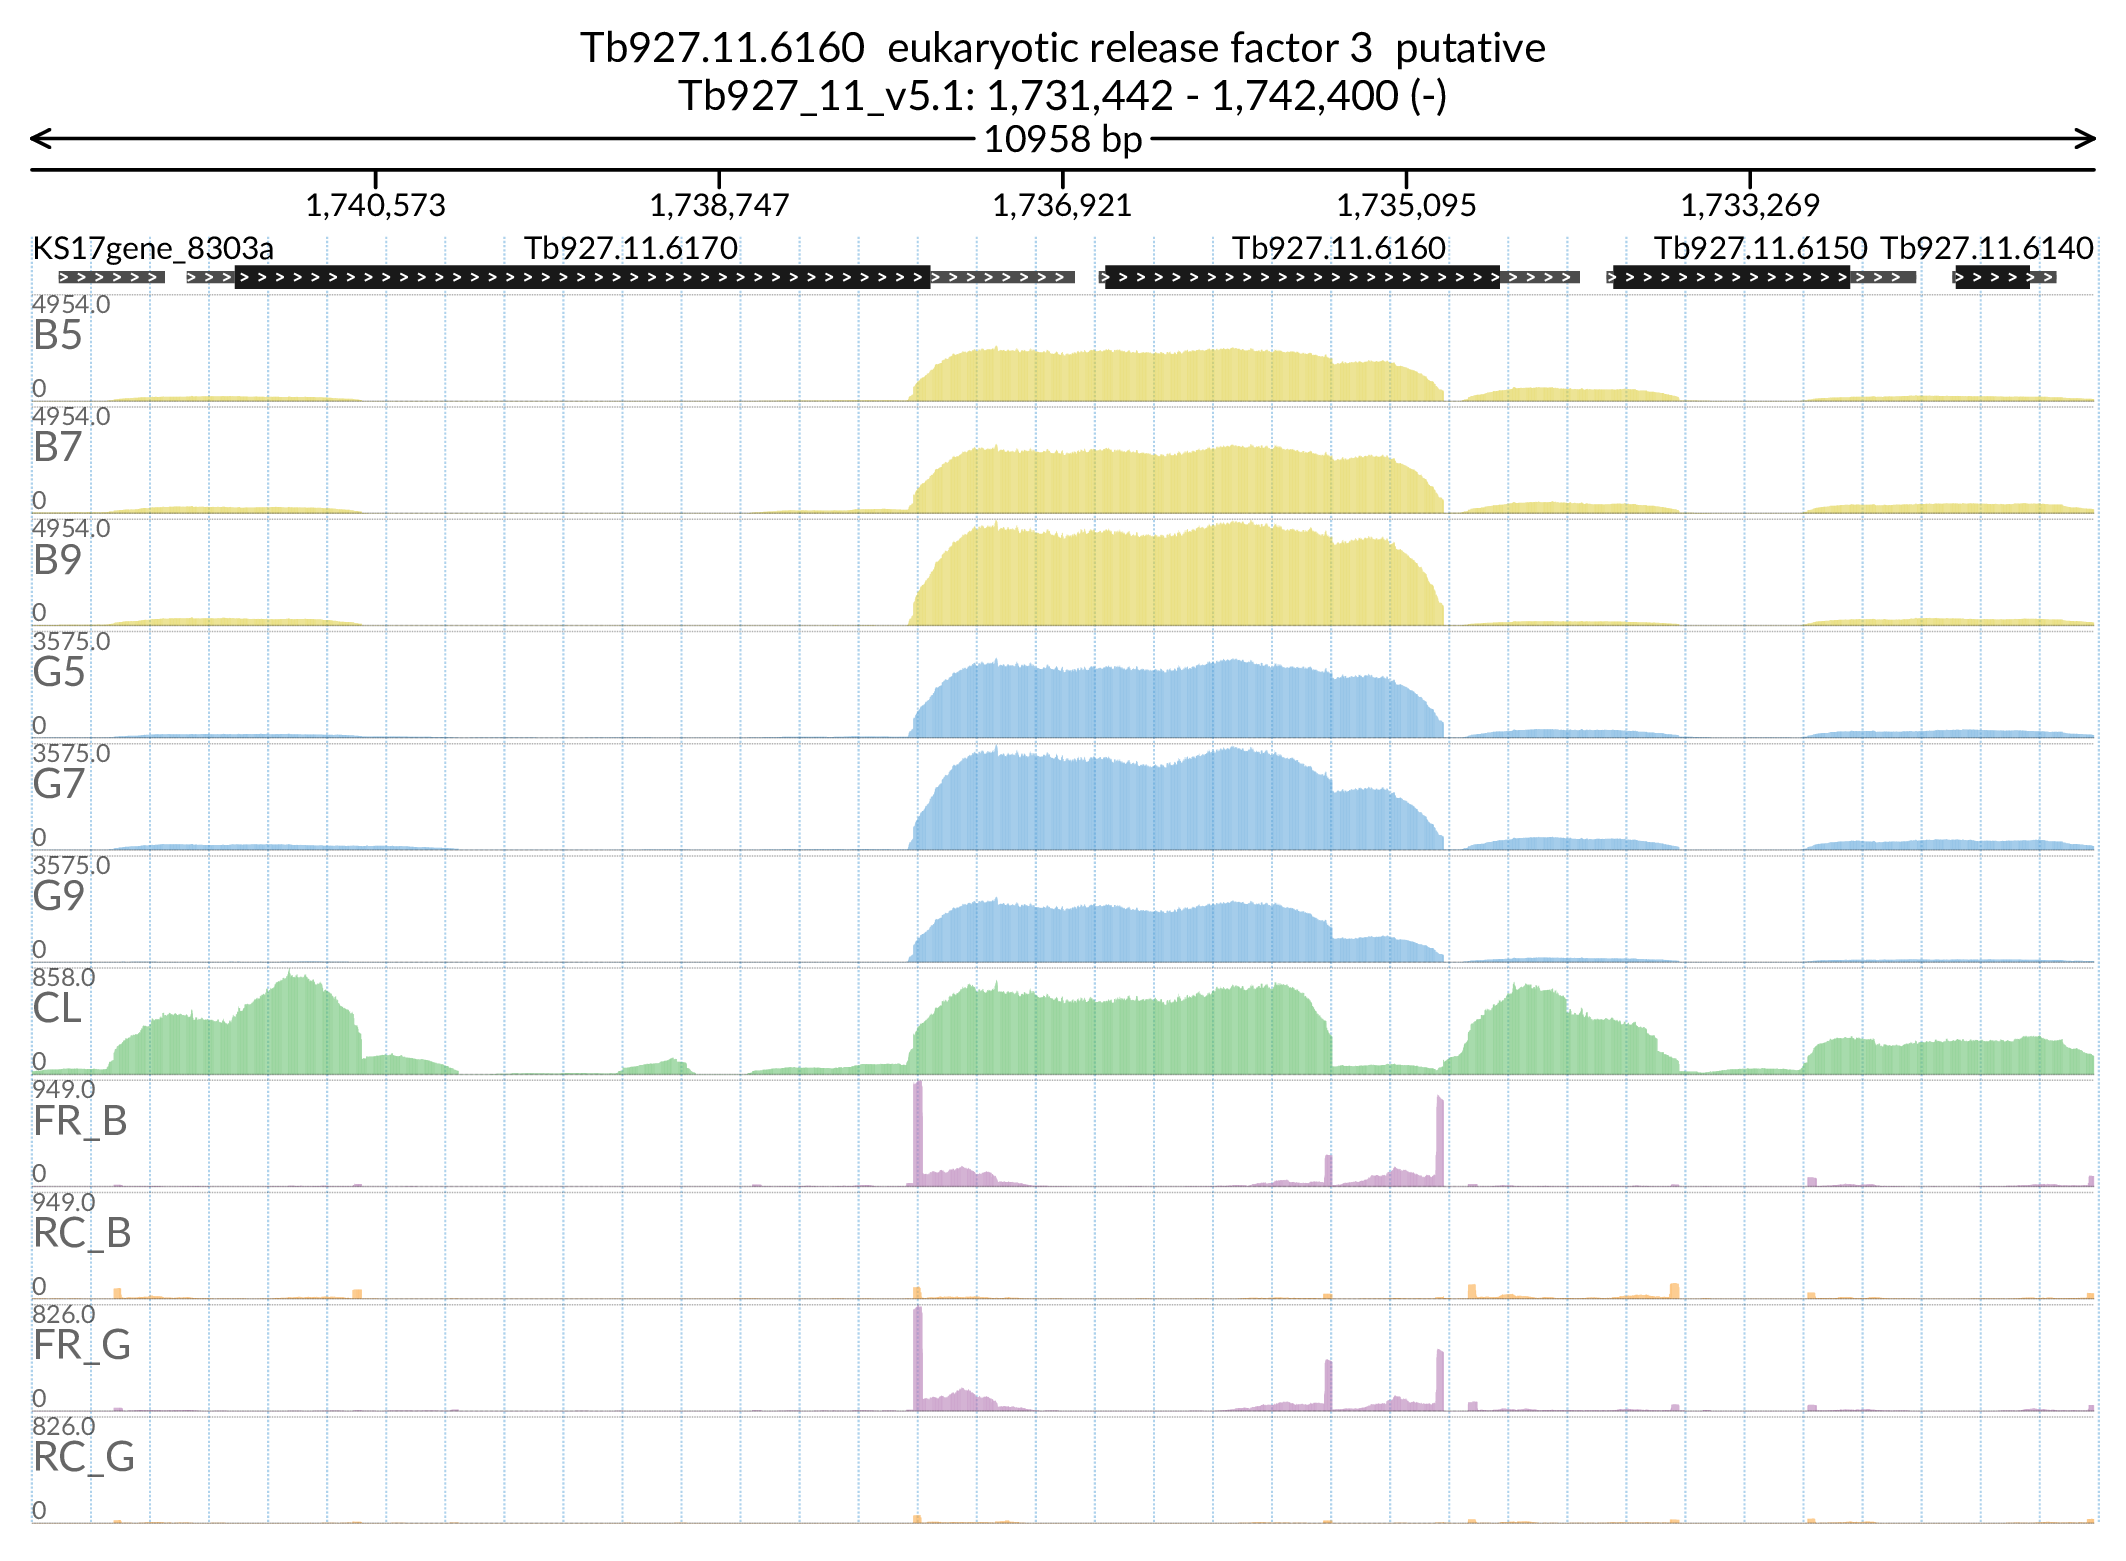 Tb927.11.6160  eukaryotic release factor 3  putative
Tb927_11_v5.1: 1,731,442 - 1,742,400 (-)
10958 bp
1,740,573 1,738,747 1,736,921 1,735,095 1,733,269
KS17gene_8303a Tb927.11.6170 Tb927.11.6160 Tb927.11.6150 Tb927.11.6140
4954.0
B5
0
4954.0
B7
0
4954.0
B9
0
3575.0
G5
0
3575.0
G7
0
3575.0
G9
0
858.0
CL
0
949.0
FR_B
0
949.0
RC_B
0
826.0
FR_G
0
826.0
RC_G
0